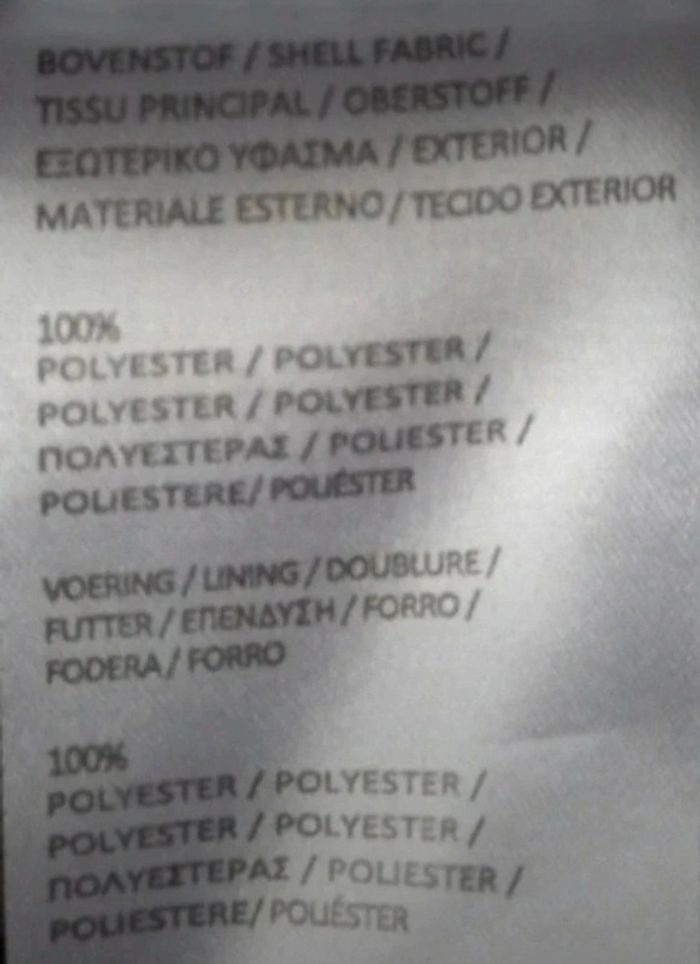 BOVENSTOF / SHELL FABRIC /
TISSU PRINCIPAL / OBERSTOFF /
ΕΞΩΤΕΡΙΚΟ ΥΦΑΣΜΑ / EXTERIOR /
MATERIALE ESTERNO / TECIDO EXTERIOR
100%
POLYESTER / POLYESTER /
POLYESTER / POLYESTER /
ΠΟΛΥΕΣΤΕΡΑΣ / POLIESTER /
POLIESTERE/ POLIÉSTER
VOERING / LINING / DOUBLURE /
FUTTER / ΕΠΕΝΔΥΣΗ / FORRO /
FODERA / FORRO
100%
POLYESTER / POLYESTER /
POLYESTER / POLYESTER /
ΠΟΛΥΕΣΤΕΡΑΣ / POLIESTER /
POLIESTERE/ POLIÉSTER